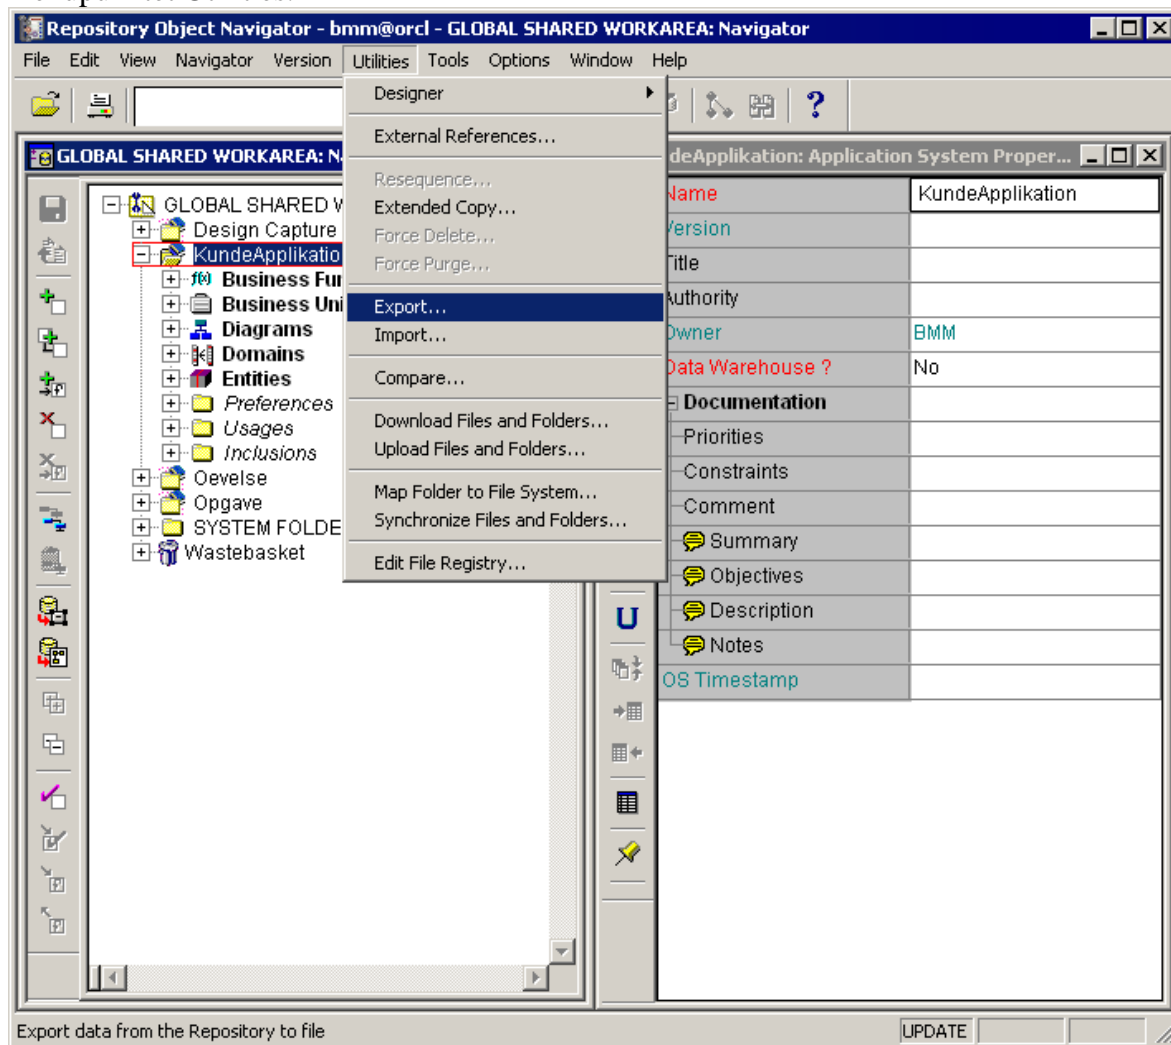 Repository Object Navigator - bmm@orcl - GLOBAL SHARED WORKAREA: Navigator
File Edit View Navigator Version Utilities Tools Options Window Help
Designer
External References...
Resequence...
Extended Copy...
Force Delete...
Force Purge...
Export...
Import...
Compare...
Download Files and Folders...
Upload Files and Folders...
Map Folder to File System...
Synchronize Files and Folders...
Edit File Registry...
GLOBAL SHARED WORKAREA: N
GLOBAL SHARED W
Design Capture
KundeApplikatio
Business Fun
Business Uni
Diagrams
Domains
Entities
Preferences
Usages
Inclusions
Oevelse
Opgave
SYSTEM FOLDE
Wastebasket
deApplikation: Application System Proper...
Name KundeApplikation
Version
Title
Authority
Owner BMM
Data Warehouse ? No
Documentation
Priorities
Constraints
Comment
Summary
Objectives
Description
Notes
OS Timestamp
Export data from the Repository to file UPDATE